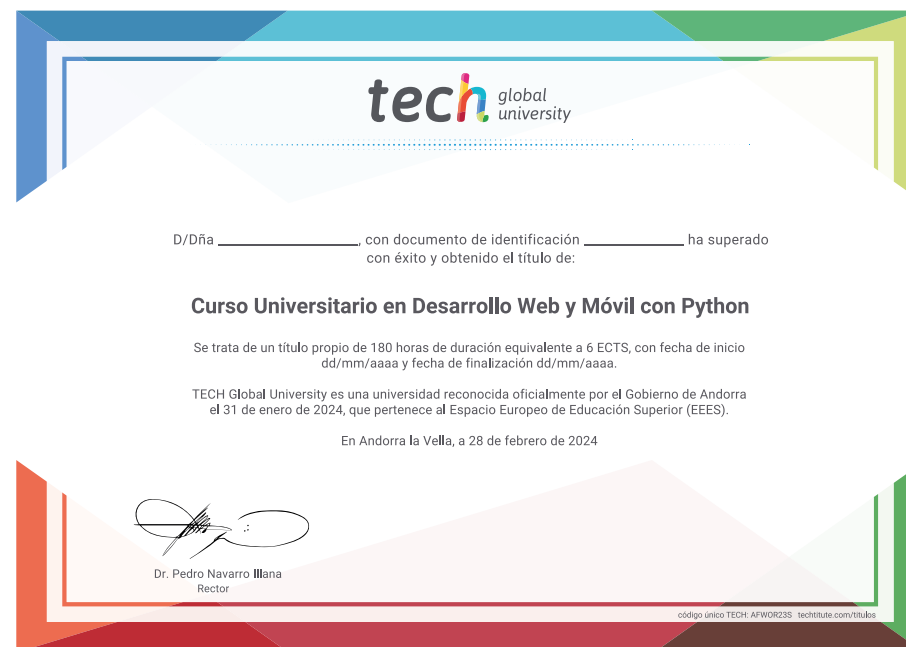 tech global university
D/Dña ____________________, con documento de identificación ______________ ha superado
con éxito y obtenido el título de:
Curso Universitario en Desarrollo Web y Móvil con Python
Se trata de un título propio de 180 horas de duración equivalente a 6 ECTS, con fecha de inicio
dd/mm/aaaa y fecha de finalización dd/mm/aaaa.
TECH Global University es una universidad reconocida oficialmente por el Gobierno de Andorra
el 31 de enero de 2024, que pertenece al Espacio Europeo de Educación Superior (EEES).
En Andorra la Vella, a 28 de febrero de 2024
Dr. Pedro Navarro Illana
Rector
código único TECH: AFWOR23S techtitute.com/titulos